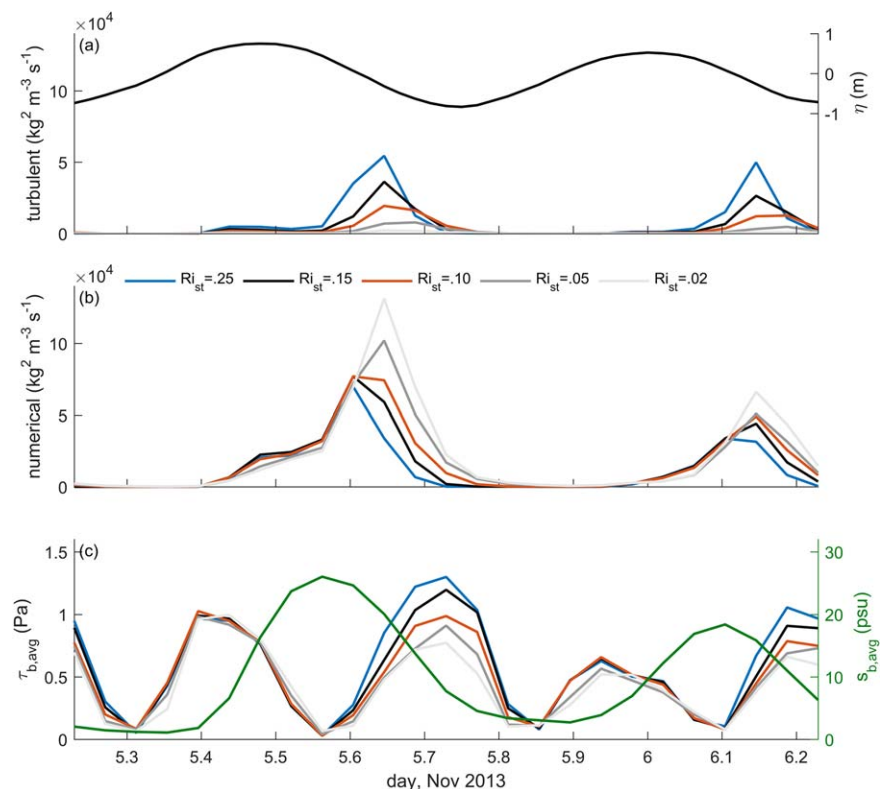 ×10⁴
(a)
turbulent (kg² m⁻³ s⁻¹)
10
5
0
1
0
-1
η (m)
×10⁴
(b)
Ri_st=.25 Ri_st=.15 Ri_st=.10 Ri_st=.05 Ri_st=.02
numerical (kg² m⁻³ s⁻¹)
10
5
0
(c)
τ_b,avg (Pa)
1.5
1
0.5
0
30
20
10
0
s_b,avg (psu)
5.3 5.4 5.5 5.6 5.7 5.8 5.9 6 6.1 6.2
day, Nov 2013